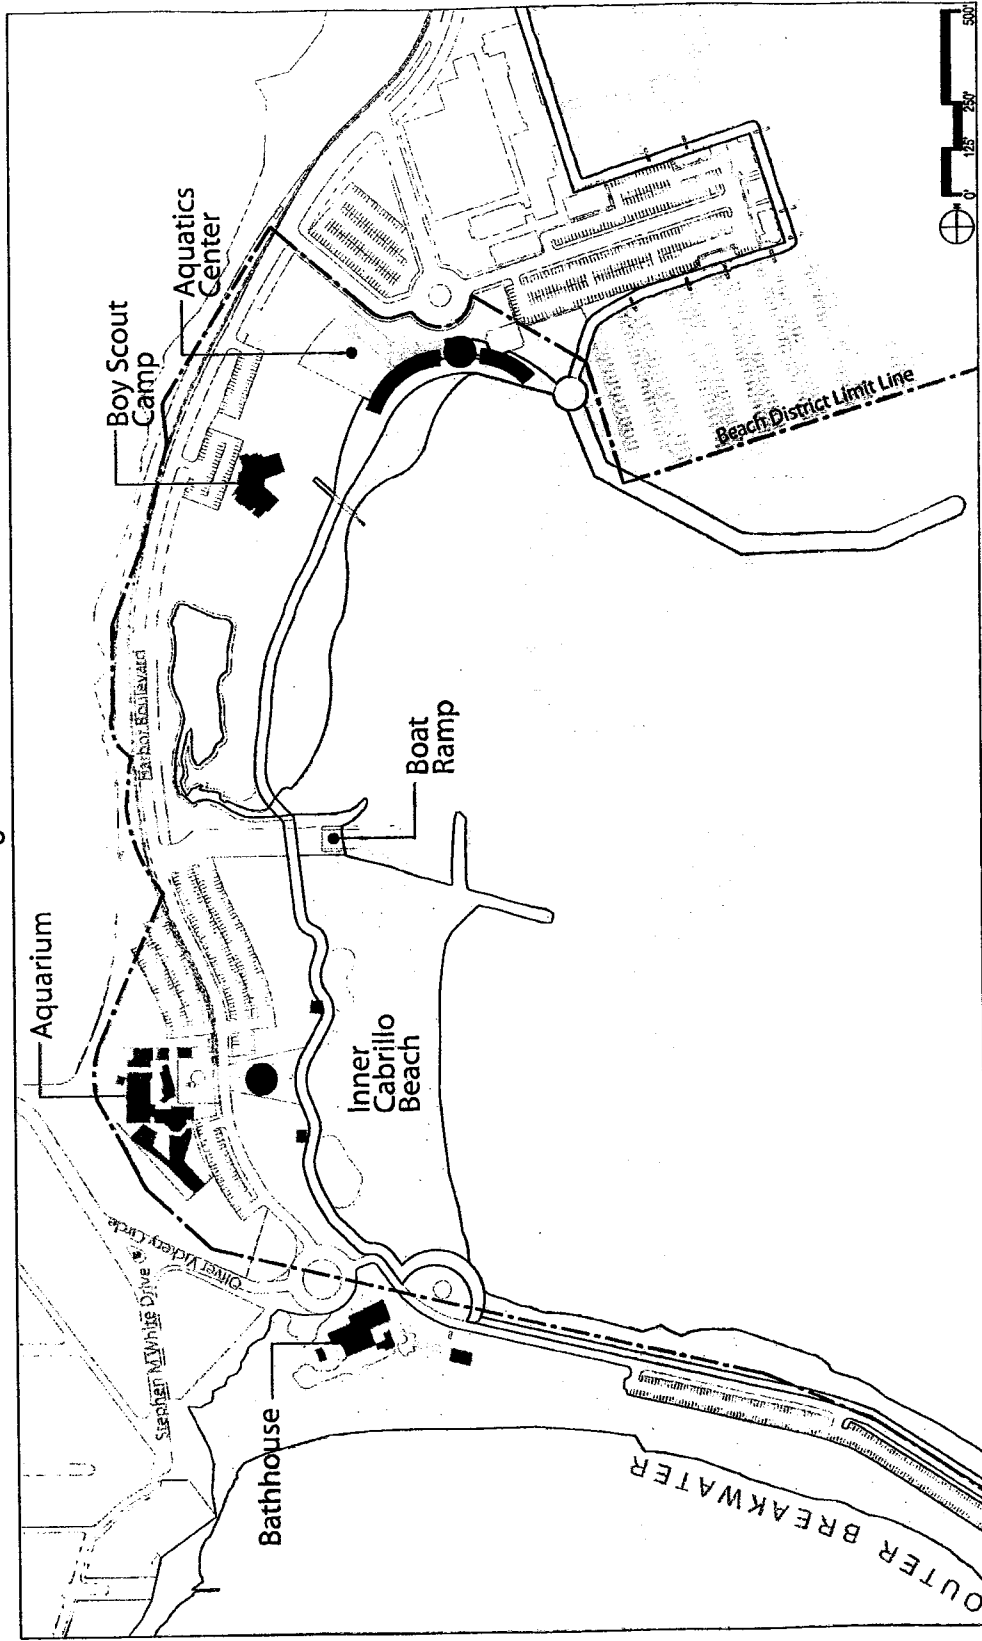 Aquarium
Boy Scout
Camp
Aquatics
Center
Harbor Boulevard
Boat
Ramp
Inner
Cabrillo
Beach
Oliver Vickery Circle
Stephen M White Drive
Bathhouse
Beach District Limit Line
OUTER BREAKWATER
0' 125' 250' 500'
N